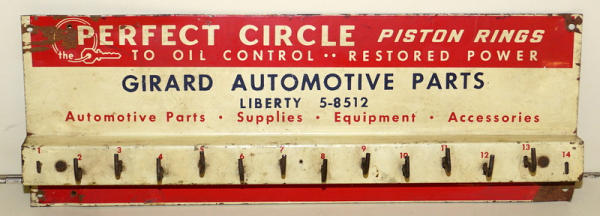 PERFECT CIRCLE PISTON RINGS
the TO OIL CONTROL ·· RESTORED POWER
GIRARD AUTOMOTIVE PARTS
LIBERTY 5-8512
Automotive Parts · Supplies · Equipment · Accessories
1 2 3 4 5 6 7 8 9 10 11 12 13 14